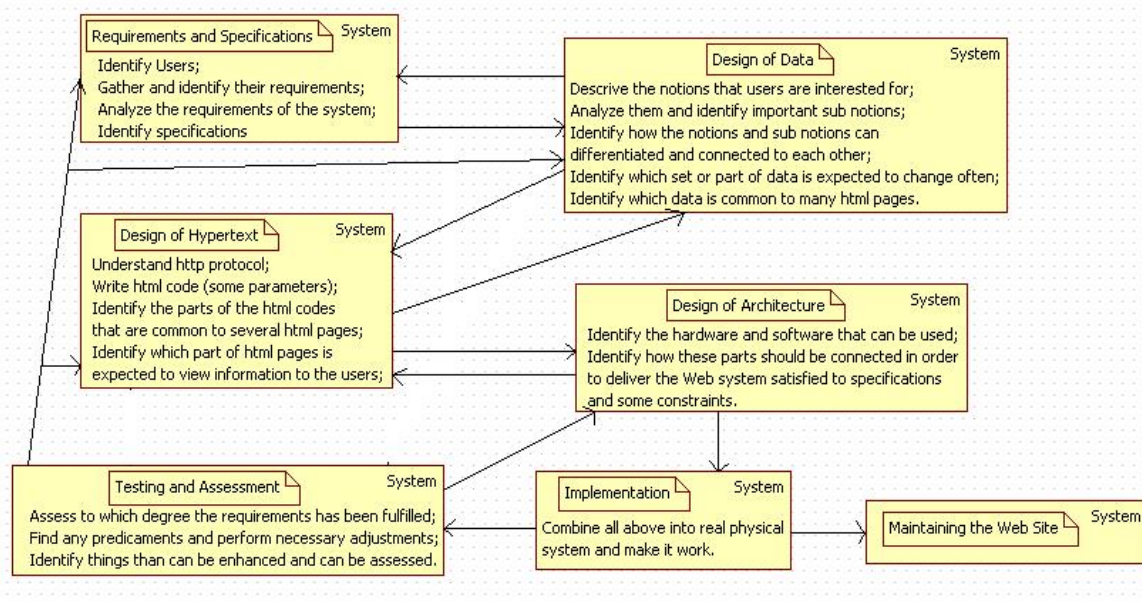 Requirements and Specifications
System
Identify Users;
Gather and identify their requirements;
Analyze the requirements of the system;
Identify specifications
Design of Data
System
Descrive the notions that users are interested for;
Analyze them and identify important sub notions;
Identify how the notions and sub notions can
differentiated and connected to each other;
Identify which set or part of data is expected to change often;
Identify which data is common to many html pages.
Design of Hypertext
System
Understand http protocol;
Write html code (some parameters);
Identify the parts of the html codes
that are common to several html pages;
Identify which part of html pages is
expected to view information to the users;
Design of Architecture
System
Identify the hardware and software that can be used;
Identify how these parts should be connected in order
to deliver the Web system satisfied to specifications
and some constraints.
Testing and Assessment
System
Assess to which degree the requirements has been fulfilled;
Find any predicaments and perform necessary adjustments;
Identify things than can be enhanced and can be assessed.
Implementation
System
Combine all above into real physical
system and make it work.
Maintaining the Web Site
System